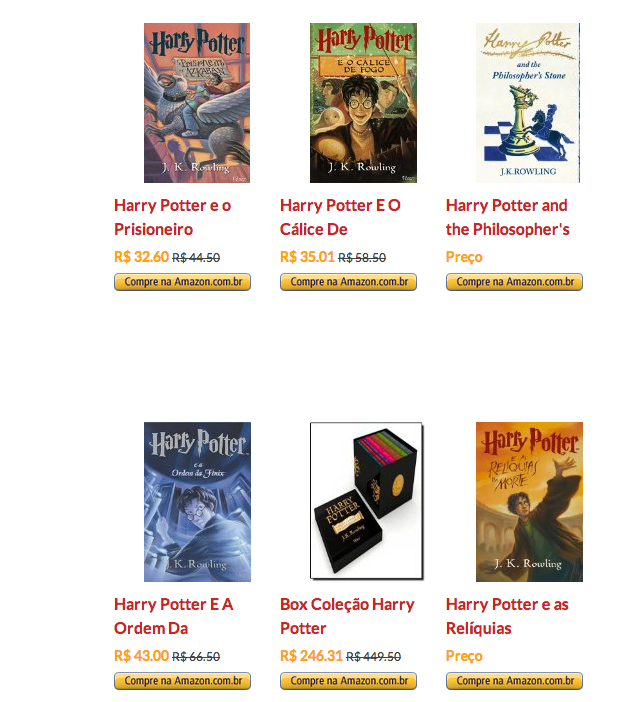 Harry Potter
Prisioneiro
AZKABAN
J. K. Rowling
Harry Potter
E O CÁLICE
DE FOGO
J. K. Rowling
Harry Potter
and the
Philosopher's Stone
J.K.ROWLING
Harry Potter e o
Prisioneiro
R$ 32.60 R$ 44.50
Compre na Amazon.com.br
Harry Potter E O
Cálice De
R$ 35.01 R$ 58.50
Compre na Amazon.com.br
Harry Potter and
the Philosopher's
Preço
Compre na Amazon.com.br
Harry Potter
e a
Ordem da Fênix
J. K. Rowling
HARRY
POTTER
J.K. Rowling
Harry Potter
E AS
RELÍQUIAS
DA MORTE
J. K. Rowling
Harry Potter E A
Ordem Da
R$ 43.00 R$ 66.50
Compre na Amazon.com.br
Box Coleção Harry
Potter
R$ 246.31 R$ 449.50
Compre na Amazon.com.br
Harry Potter e as
Relíquias
Preço
Compre na Amazon.com.br